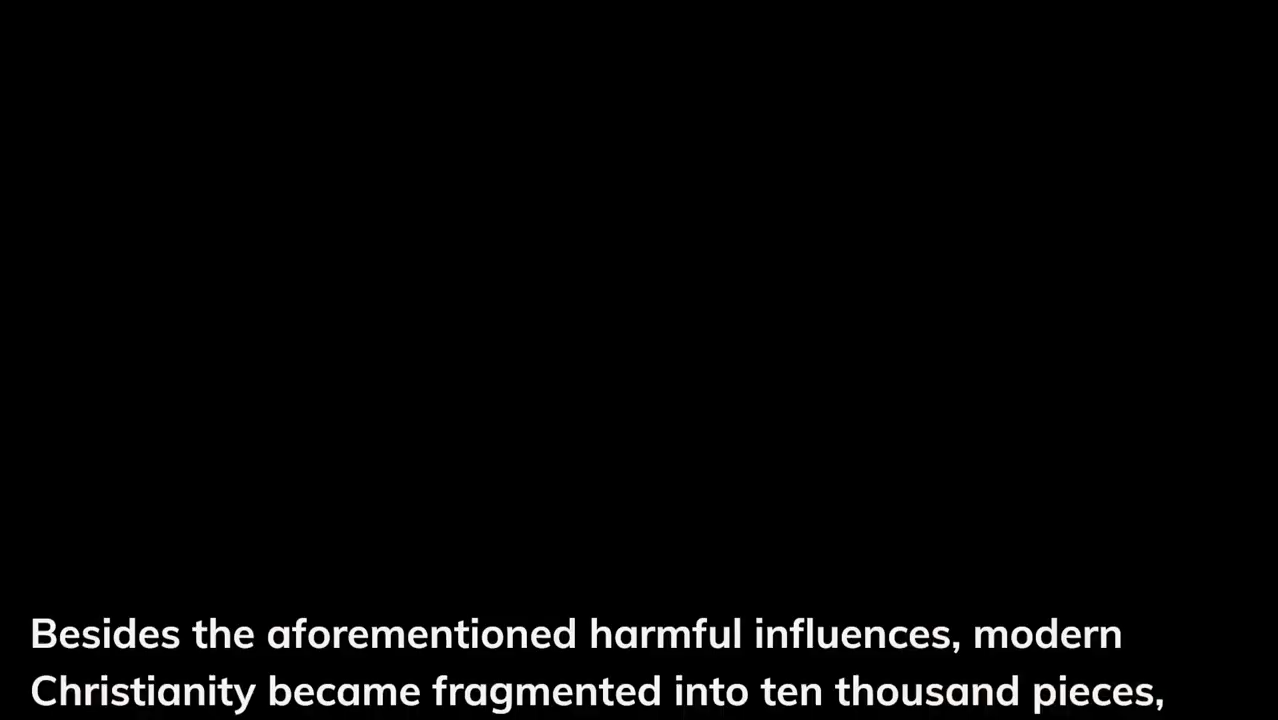 Besides the aforementioned harmful influences, modern
Christianity became fragmented into ten thousand pieces,